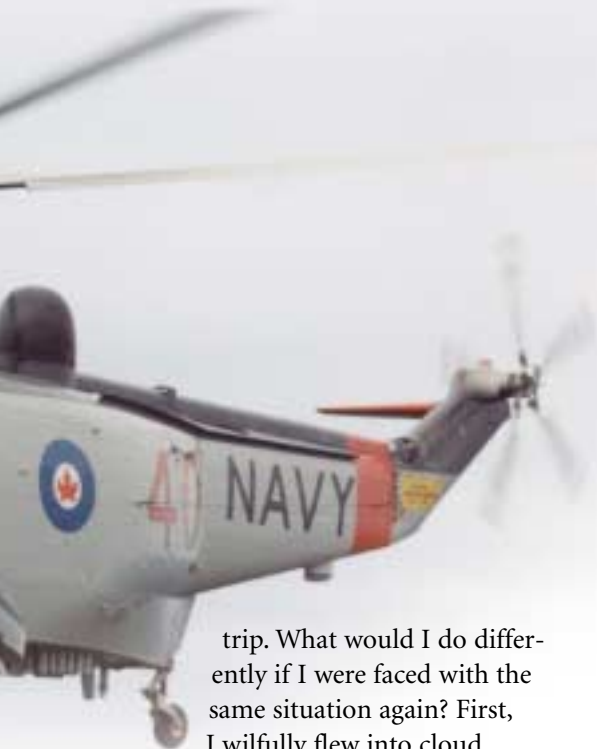 40
NAVY
trip. What would I do differ-
ently if I were faced with the
same situation again? First,
I wilfully flew into cloud